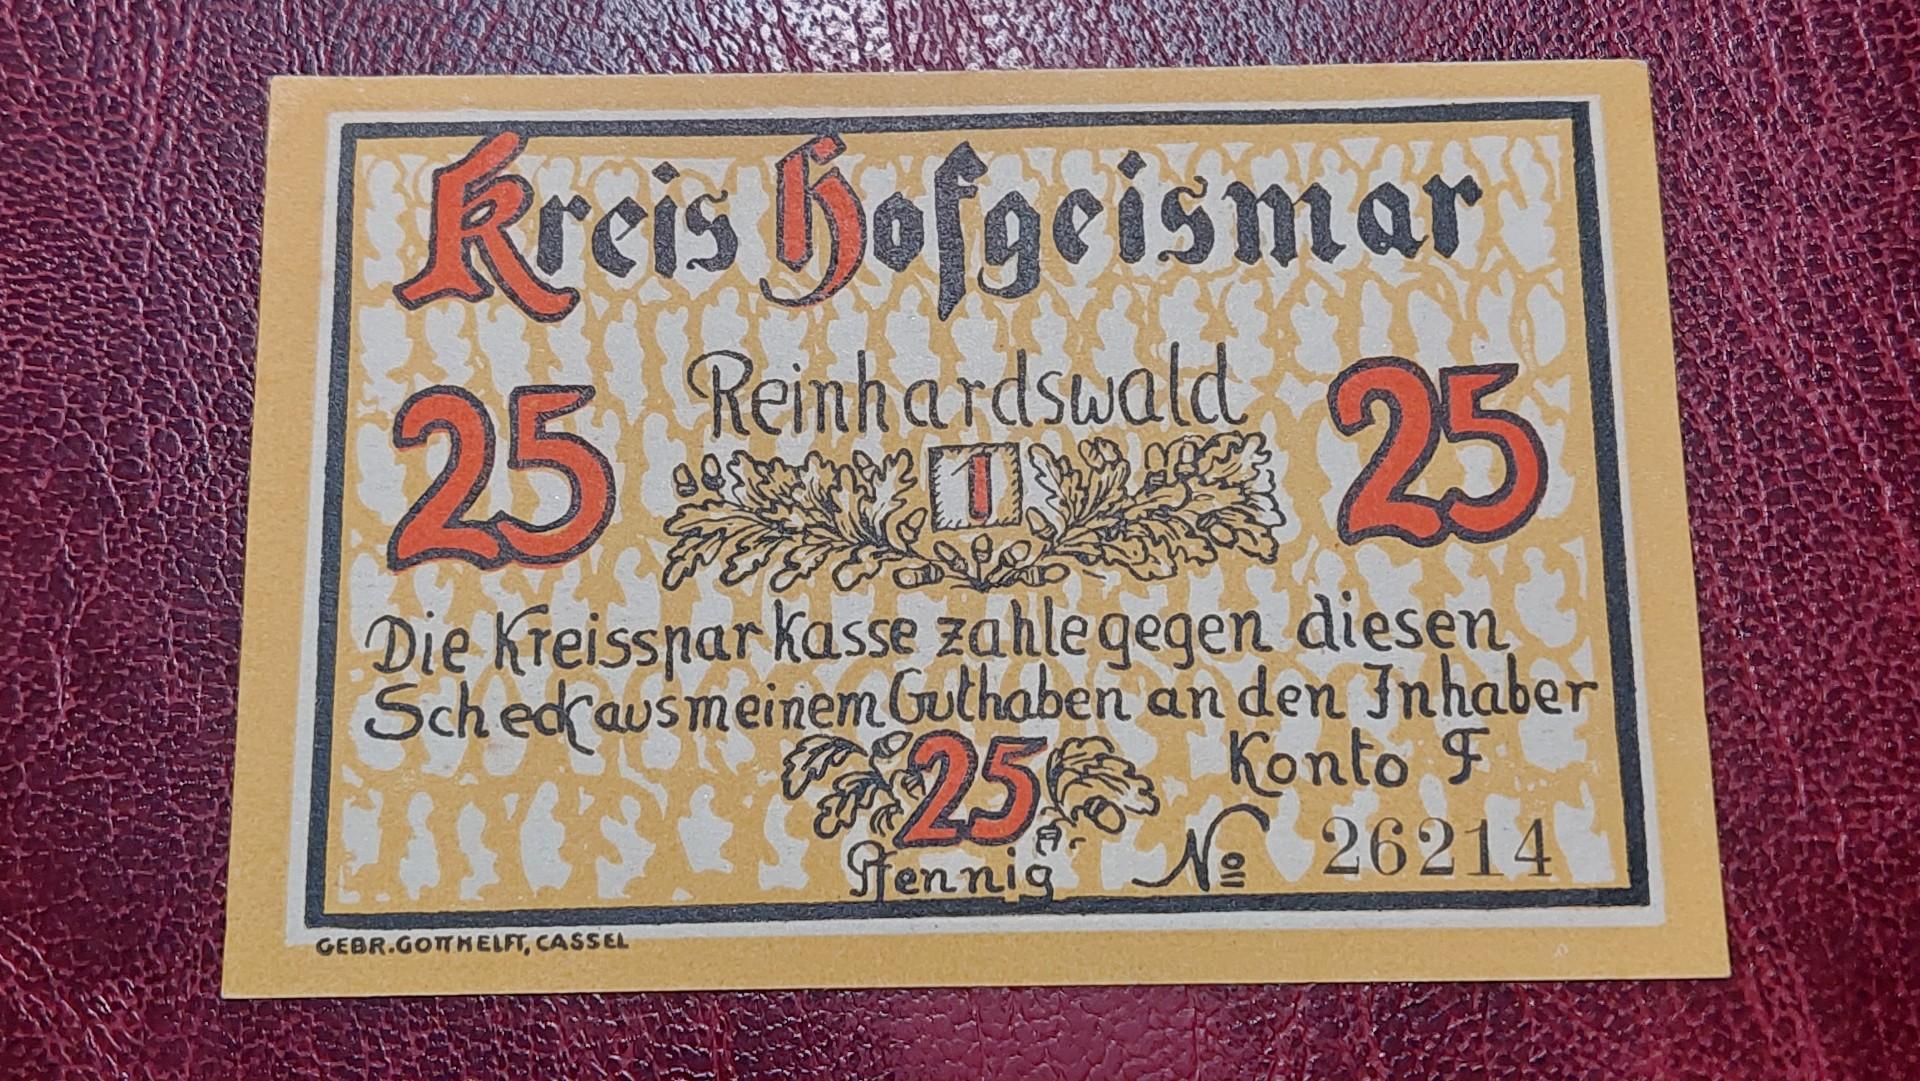 Kreis Hofgeismar
Reinhardswald
25 1 25
Die Kreissparkasse zahle gegen diesen
Scheck aus meinem Guthaben an den Inhaber
25 Konto F
Pfennig No 26214
GEBR. GOTTHELFT, CASSEL